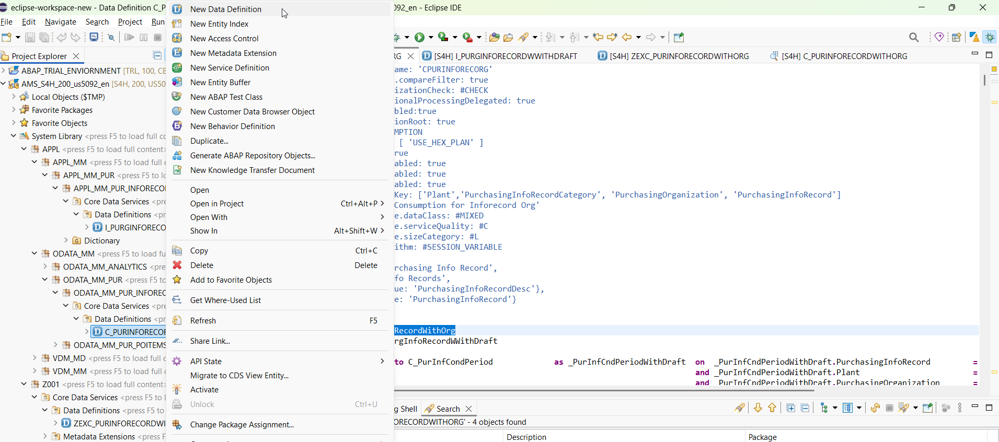 eclipse-workspace-new - Data Definition C_P
092_en - Eclipse IDE
File Edit Navigate Search Project Run
Project Explorer
RG
[S4H] I_PURGINFORECORDWWITHDRAFT
[S4H] ZEXC_PURINFORECORDWITHORG
[S4H] C_PURINFORECORDWITHORG
ABAP_TRIAL_ENVIORNMENT [TRL, 100, CE
AMS_S4H_200_us5092_en [S4H, 200, US50
Local Objects ($TMP)
Favorite Packages
Favorite Objects
System Library <press F5 to load full co
APPL <press F5 to load full content>
APPL_MM <press F5 to load full c
APPL_MM_PUR <press F5 to lo
APPL_MM_PUR_INFORECO
Core Data Services <pre
Data Definitions <pr
I_PURGINFORECO
Dictionary
ODATA_MM <press F5 to load fu
ODATA_MM_ANALYTICS <pre
ODATA_MM_PUR <press F5 to
ODATA_MM_PUR_INFOREC
Core Data Services <pre
Data Definitions <pr
C_PURINFORECOR
ODATA_MM_PUR_POITEMS
VDM_MD <press F5 to load full c
VDM_MM <press F5 to load full c
Z001 <press F5 to load full content>
Core Data Services <press F5 to l
Data Definitions <press F5 to
ZEXC_PURINFORECORDWI
Metadata Extensions <press F
New Data Definition
New Entity Index
New Access Control
New Metadata Extension
New Service Definition
New Entity Buffer
New ABAP Test Class
New Customer Data Browser Object
New Behavior Definition
Duplicate...
Generate ABAP Repository Objects...
New Knowledge Transfer Document
Open
Open in Project Ctrl+Alt+P >
Open With >
Show In Alt+Shift+W >
Copy Ctrl+C
Delete Delete
Add to Favorite Objects
Get Where-Used List
Refresh F5
Share Link...
API State >
Migrate to CDS View Entity...
Activate
Unlock Ctrl+U
Change Package Assignment...
ame: 'CPURINFORECORG'
.compareFilter: true
izationCheck: #CHECK
ionalProcessingDelegated: true
bled:true
ionRoot: true
MPTION
[ 'USE_HEX_PLAN' ]
rue
abled: true
abled: true
abled: true
Key: ['Plant','PurchasingInfoRecordCategory', 'PurchasingOrganization', 'PurchasingInfoRecord']
Consumption for Inforecord Org'
e.dataClass: #MIXED
e.serviceQuality: #C
e.sizeCategory: #L
ithm: #SESSION_VARIABLE
rchasing Info Record',
fo Records',
ue: 'PurchasingInfoRecordDesc'},
e: 'PurchasingInfoRecord'}
RecordWithOrg
rgInfoRecordWWithDraft
to C_PurInfCondPeriod as _PurInfCndPeriodWithDraft on _PurInfCndPeriodWithDraft.PurchasingInfoRecord =
and _PurInfCndPeriodWithDraft.Plant =
and _PurInfCndPeriodWithDraft.PurchasingOrganization =
g Shell
Search
ORECORDWITHORG' - 4 objects found
Description Package